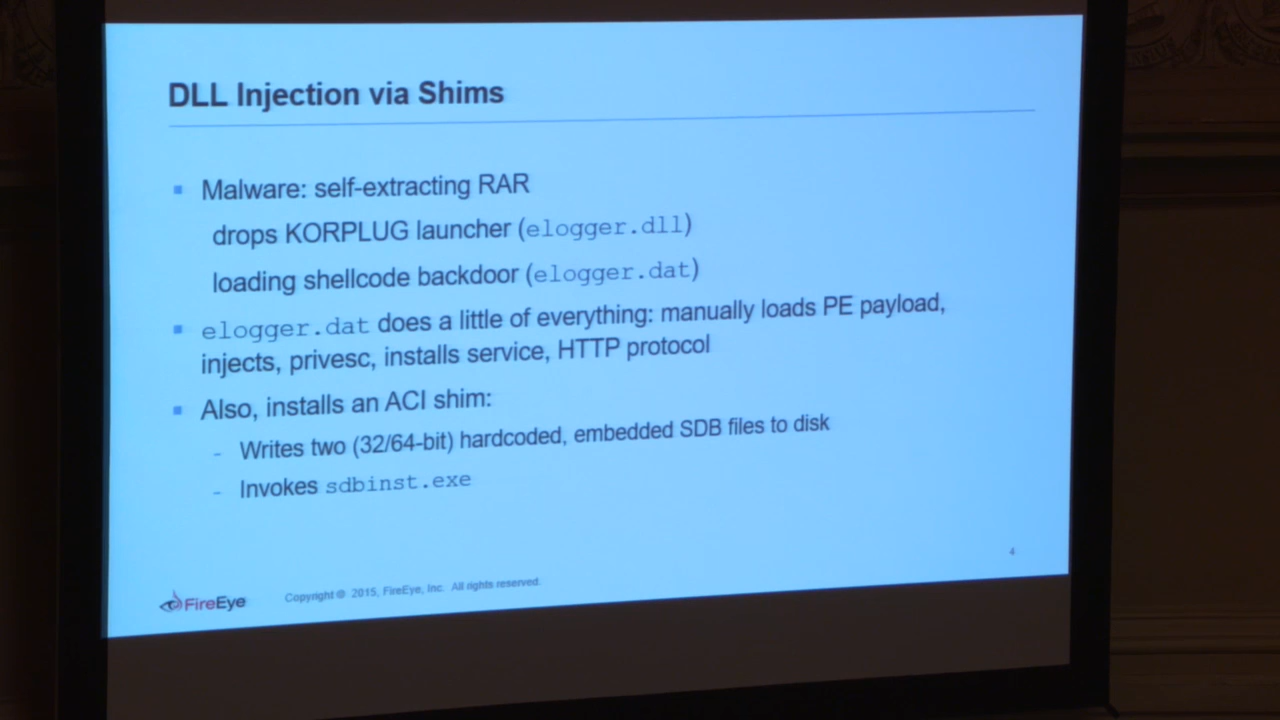 DLL Injection via Shims
Malware: self-extracting RAR
drops KORPLUG launcher (elogger.dll)
loading shellcode backdoor (elogger.dat)
elogger.dat does a little of everything: manually loads PE payload,
injects, privesc, installs service, HTTP protocol
Also, installs an ACI shim:
- Writes two (32/64-bit) hardcoded, embedded SDB files to disk
- Invokes sdbinst.exe
4
FireEye Copyright © 2015, FireEye, Inc. All rights reserved.